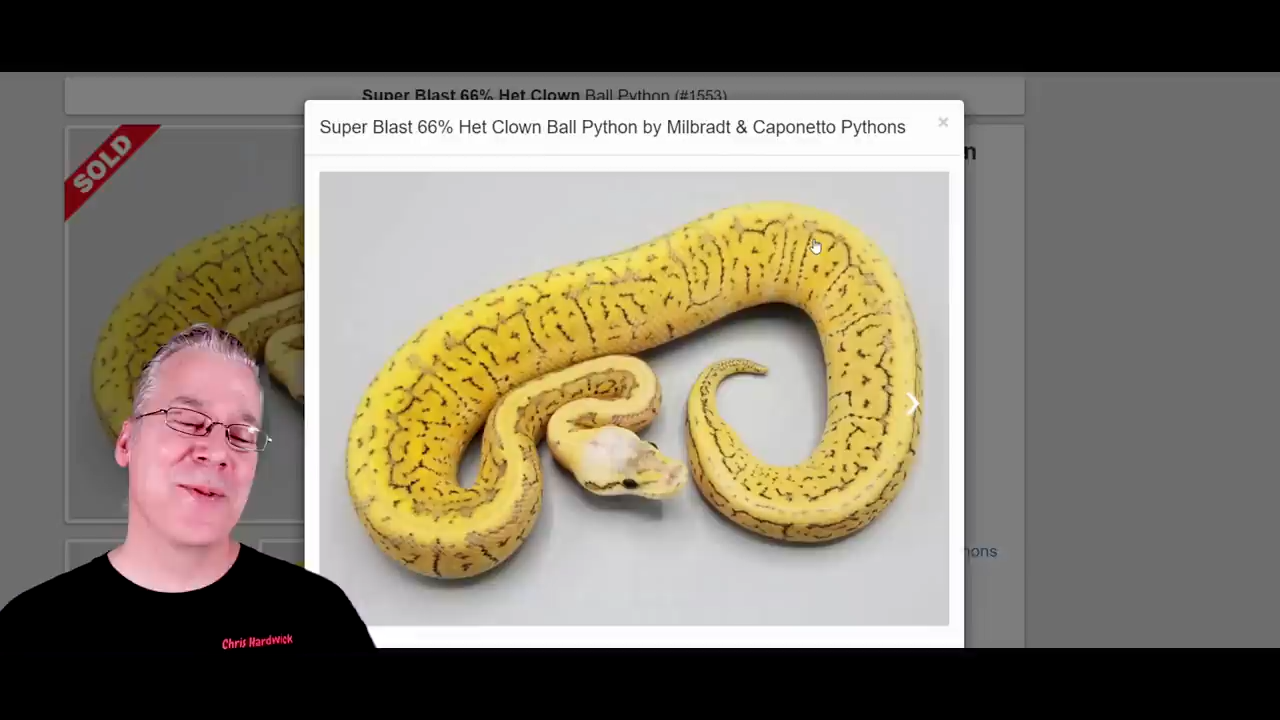 Super Blast 66% Het Clown Ball Python (#1553)
Super Blast 66% Het Clown Ball Python by Milbradt & Caponetto Pythons ×
SOLD
Chris Hardwick